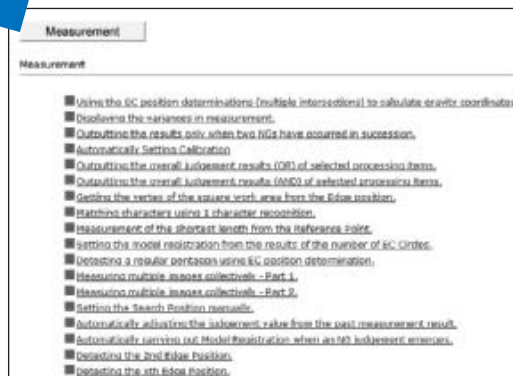 Measurement
Measurement
Using the EC position determinations (multiple intersections) to calculate gravity coordinates
Displaying the variances in measurement.
Outputting the results only when two NGs have occurred in succession.
Automatically Setting Calibration
Outputting the overall judgement results (OR) of selected processing items.
Outputting the overall judgement results (AND) of selected processing items.
Getting the vertex of the square work area from the Edge position.
Matching characters using 1 character recognition.
Measurement of the shortest length from the Reference Point.
Setting the model registration from the results of the number of EC Circles.
Detecting a regular pentagon using EC position determination.
Measuring multiple images collectively - Part 1.
Measuring multiple images collectively - Part 2.
Setting the Search Position manually.
Automatically adjusting the judgement value from the past measurement result.
Automatically carrying out Model Registration when an NG judgement emerges.
Detecting the 2nd Edge Position.
Detecting the xth Edge Position.